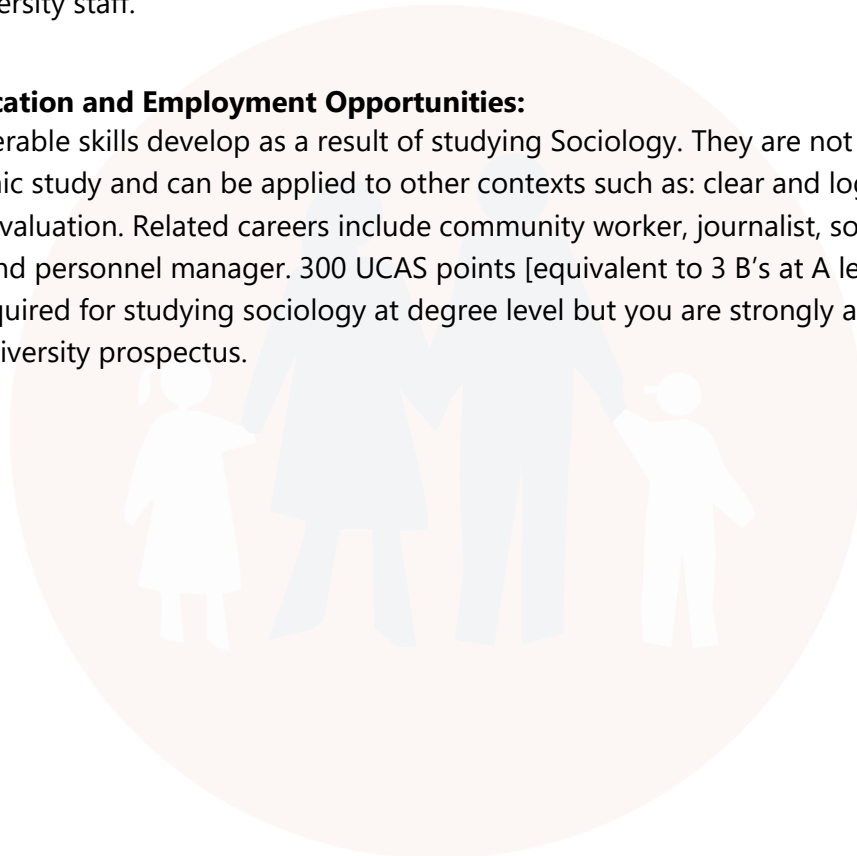 ersity staff.
cation and Employment Opportunities:
erable skills develop as a result of studying Sociology. They are not
nic study and can be applied to other contexts such as: clear and log
valuation. Related careers include community worker, journalist, so
nd personnel manager. 300 UCAS points [equivalent to 3 B’s at A le
quired for studying sociology at degree level but you are strongly a
iversity prospectus.